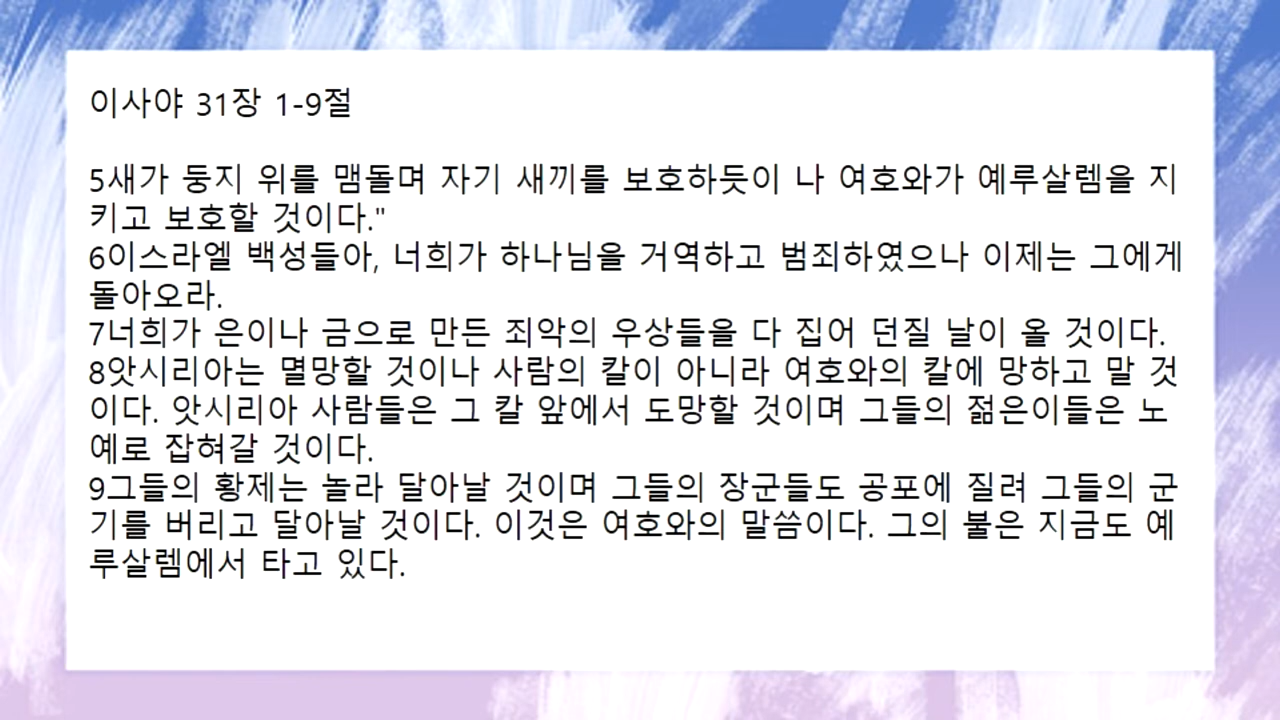 이사야 31장 1-9절
5새가 둥지 위를 맴돌며 자기 새끼를 보호하듯이 나 여호와가 예루살렘을 지
키고 보호할 것이다."
6이스라엘 백성들아, 너희가 하나님을 거역하고 범죄하였으나 이제는 그에게
돌아오라.
7너희가 은이나 금으로 만든 죄악의 우상들을 다 집어 던질 날이 올 것이다.
8앗시리아는 멸망할 것이나 사람의 칼이 아니라 여호와의 칼에 망하고 말 것
이다. 앗시리아 사람들은 그 칼 앞에서 도망할 것이며 그들의 젊은이들은 노
예로 잡혀갈 것이다.
9그들의 황제는 놀라 달아날 것이며 그들의 장군들도 공포에 질려 그들의 군
기를 버리고 달아날 것이다. 이것은 여호와의 말씀이다. 그의 불은 지금도 예
루살렘에서 타고 있다.